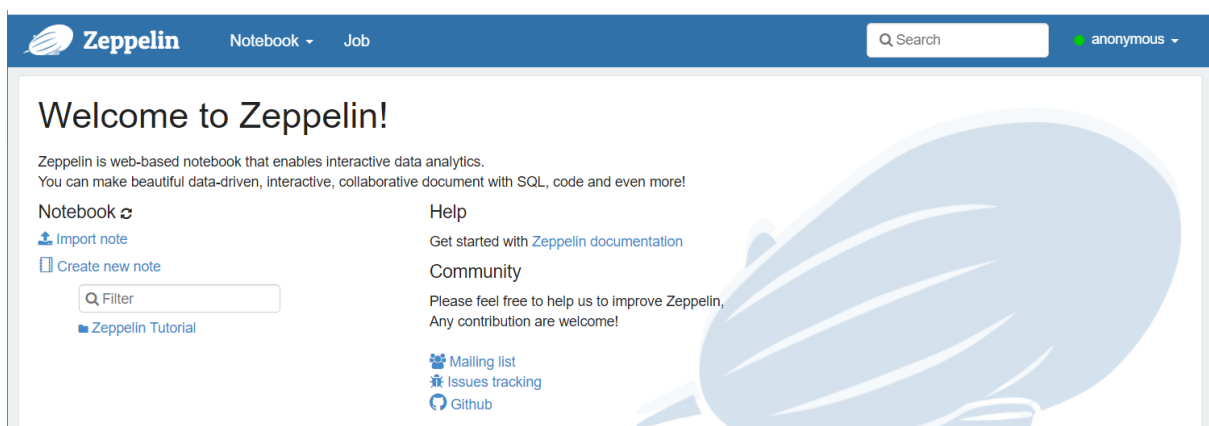 Zeppelin Notebook Job Search anonymous
Welcome to Zeppelin!
Zeppelin is web-based notebook that enables interactive data analytics.
You can make beautiful data-driven, interactive, collaborative document with SQL, code and even more!
Notebook
Import note
Create new note
Filter
Zeppelin Tutorial
Help
Get started with Zeppelin documentation
Community
Please feel free to help us to improve Zeppelin,
Any contribution are welcome!
Mailing list
Issues tracking
Github